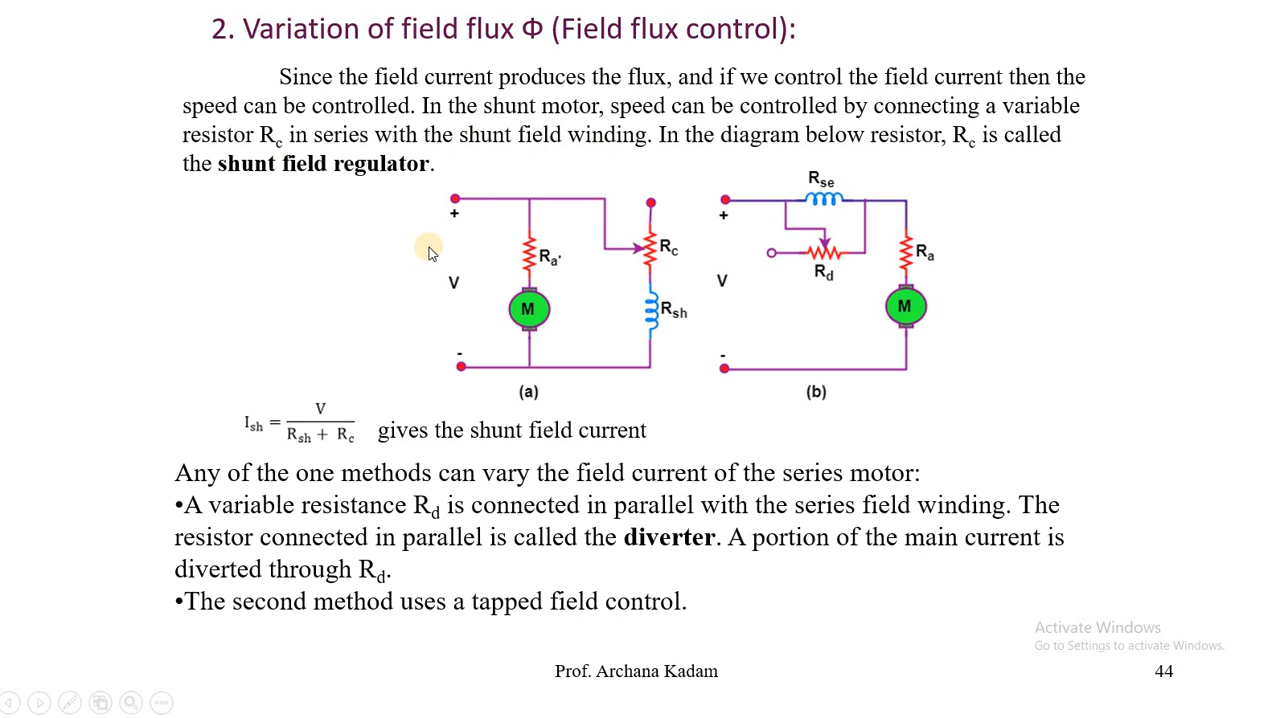 2. Variation of field flux Φ (Field flux control):
Since the field current produces the flux, and if we control the field current then the
speed can be controlled. In the shunt motor, speed can be controlled by connecting a variable
resistor Rc in series with the shunt field winding. In the diagram below resistor, Rc is called
the shunt field regulator.
+
V
-
Ra'
M
Rc
Rsh
(a)
+
V
-
Rse
Rd
Ra
M
(b)
Ish = V / (Rsh + Rc) gives the shunt field current
Any of the one methods can vary the field current of the series motor:
•A variable resistance Rd is connected in parallel with the series field winding. The
resistor connected in parallel is called the diverter. A portion of the main current is
diverted through Rd.
•The second method uses a tapped field control.
Activate Windows
Go to Settings to activate Windows.
Prof. Archana Kadam
44